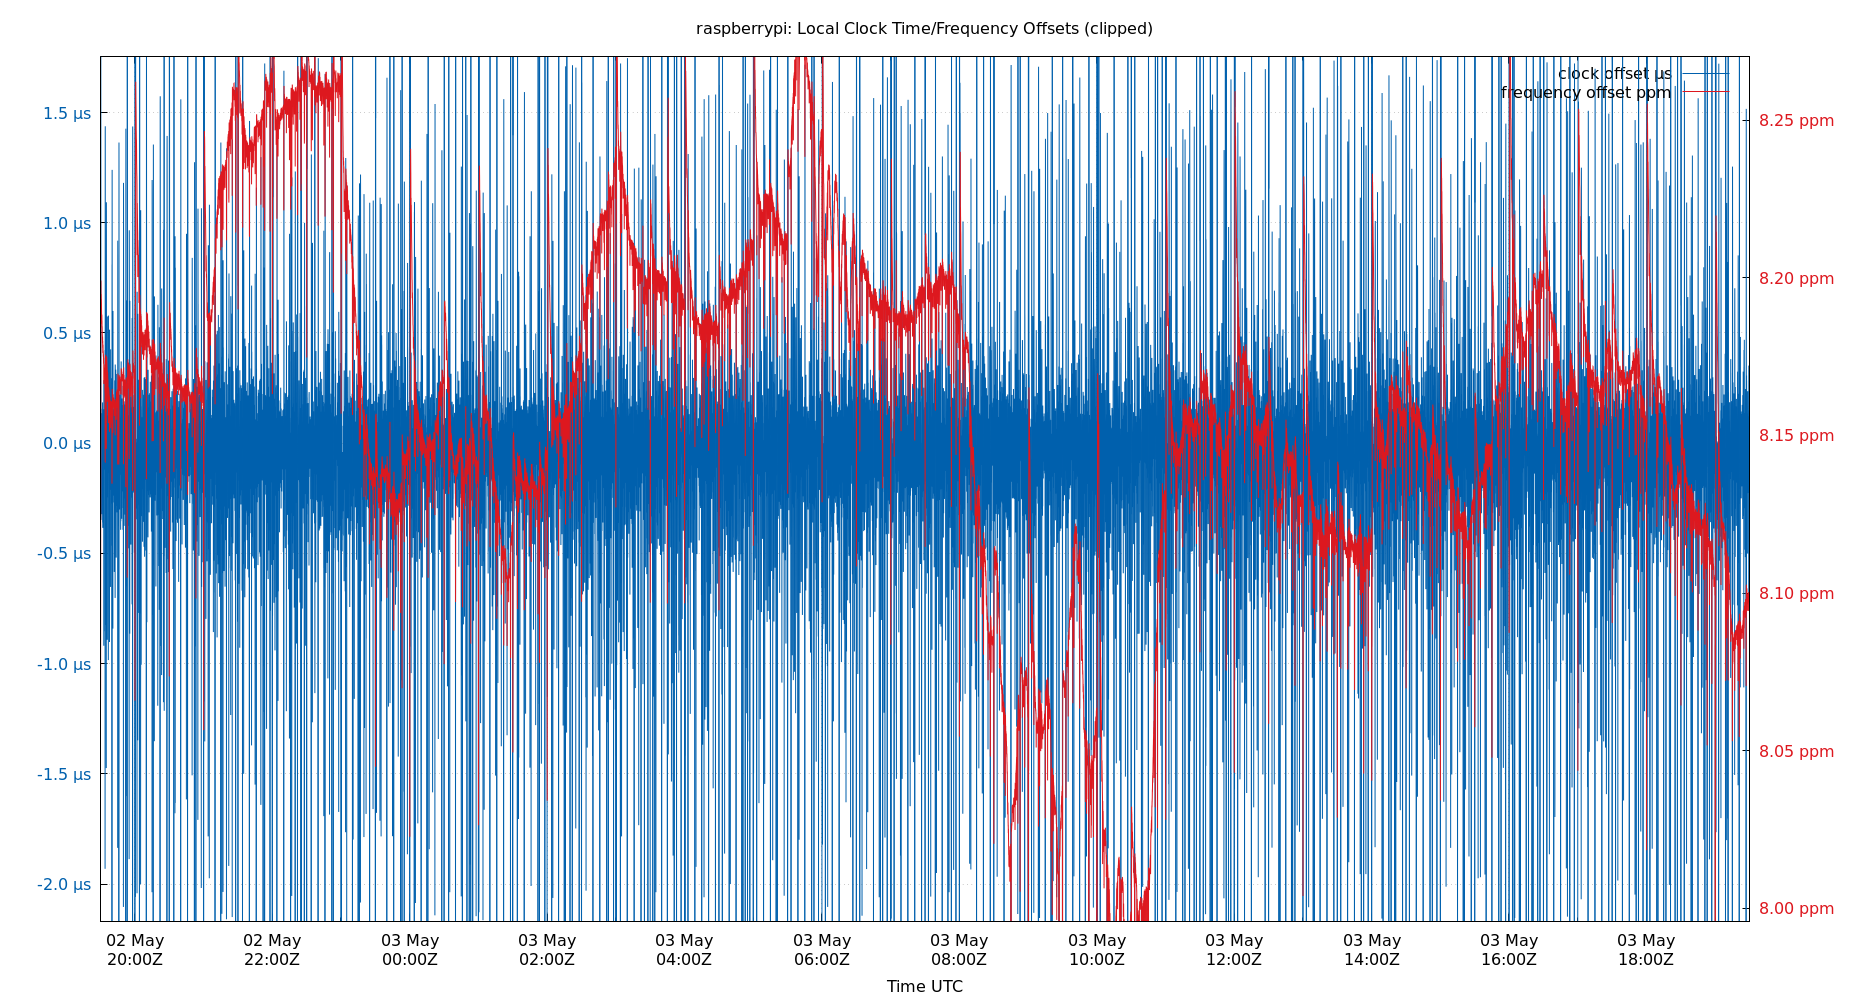 raspberrypi: Local Clock Time/Frequency Offsets (clipped)
clock offset µs
frequency offset ppm
1.5 µs
1.0 µs
0.5 µs
0.0 µs
-0.5 µs
-1.0 µs
-1.5 µs
-2.0 µs
8.25 ppm
8.20 ppm
8.15 ppm
8.10 ppm
8.05 ppm
8.00 ppm
02 May 20:00Z
02 May 22:00Z
03 May 00:00Z
03 May 02:00Z
03 May 04:00Z
03 May 06:00Z
03 May 08:00Z
03 May 10:00Z
03 May 12:00Z
03 May 14:00Z
03 May 16:00Z
03 May 18:00Z
Time UTC